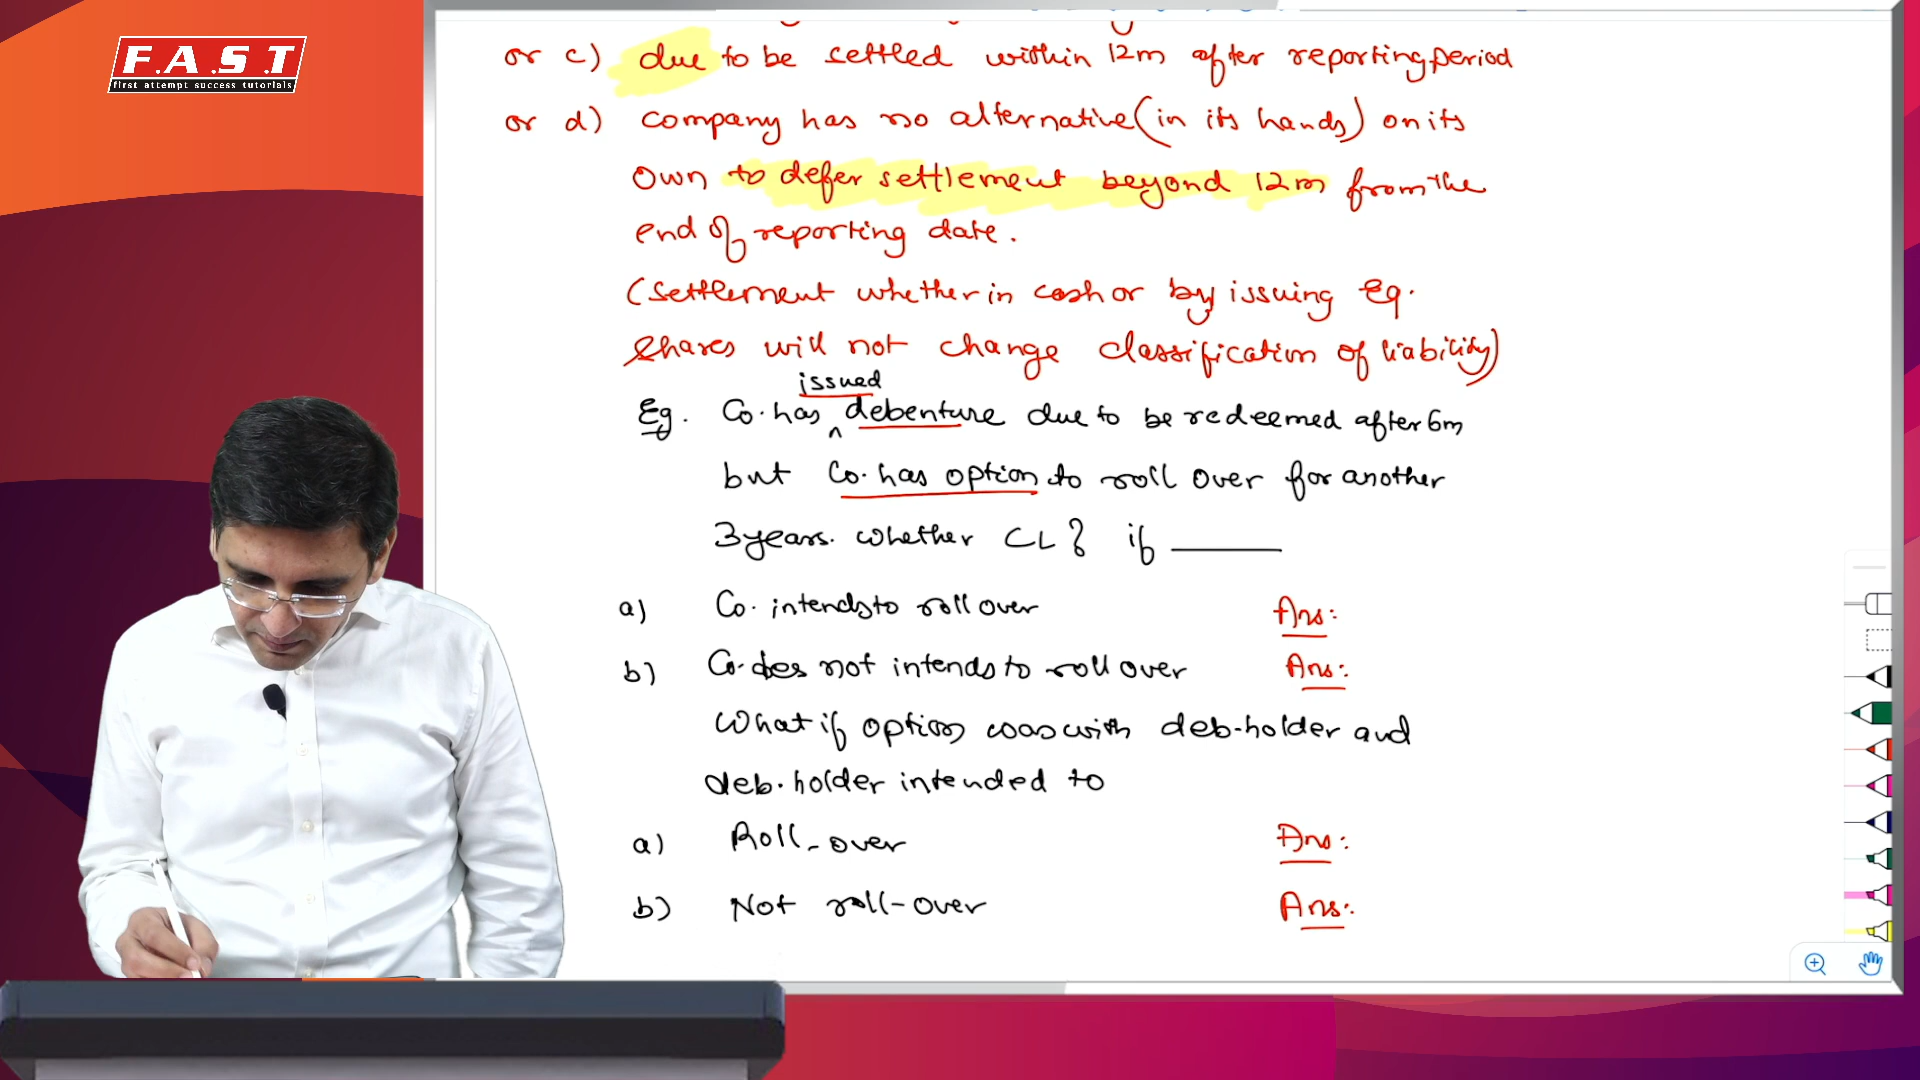 F.A.S.T
first attempt success tutorials
or c) due to be settled within 12m after reporting period
or d) company has no alternative (in its hands) on its
own to defer settlement beyond 12m from the
end of reporting date.
(settlement whether in cash or by issuing Eq.
shares will not change classification of liability)
issued
Eg. Co. has ^ debenture due to be redeemed after 6m
but Co. has option to roll over for another
3 years. Whether CL? if ______
a) Co. intends to roll over Ans:
b) Co. does not intends to roll over Ans:
What if option was with deb-holder and
deb. holder intended to
a) Roll-over Ans:
b) Not roll-over Ans: